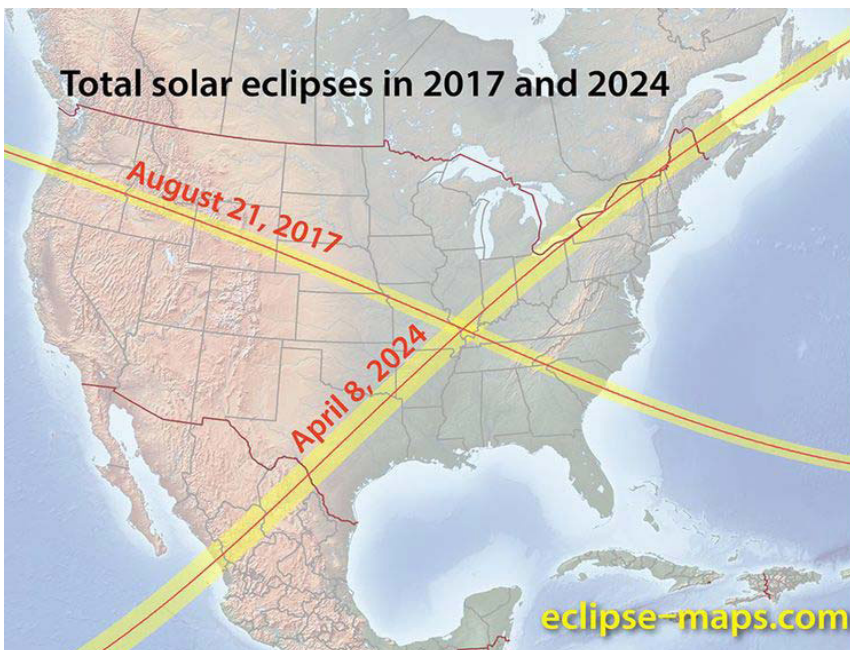 Total solar eclipses in 2017 and 2024
August 21, 2017
April 8, 2024
eclipse-maps.com